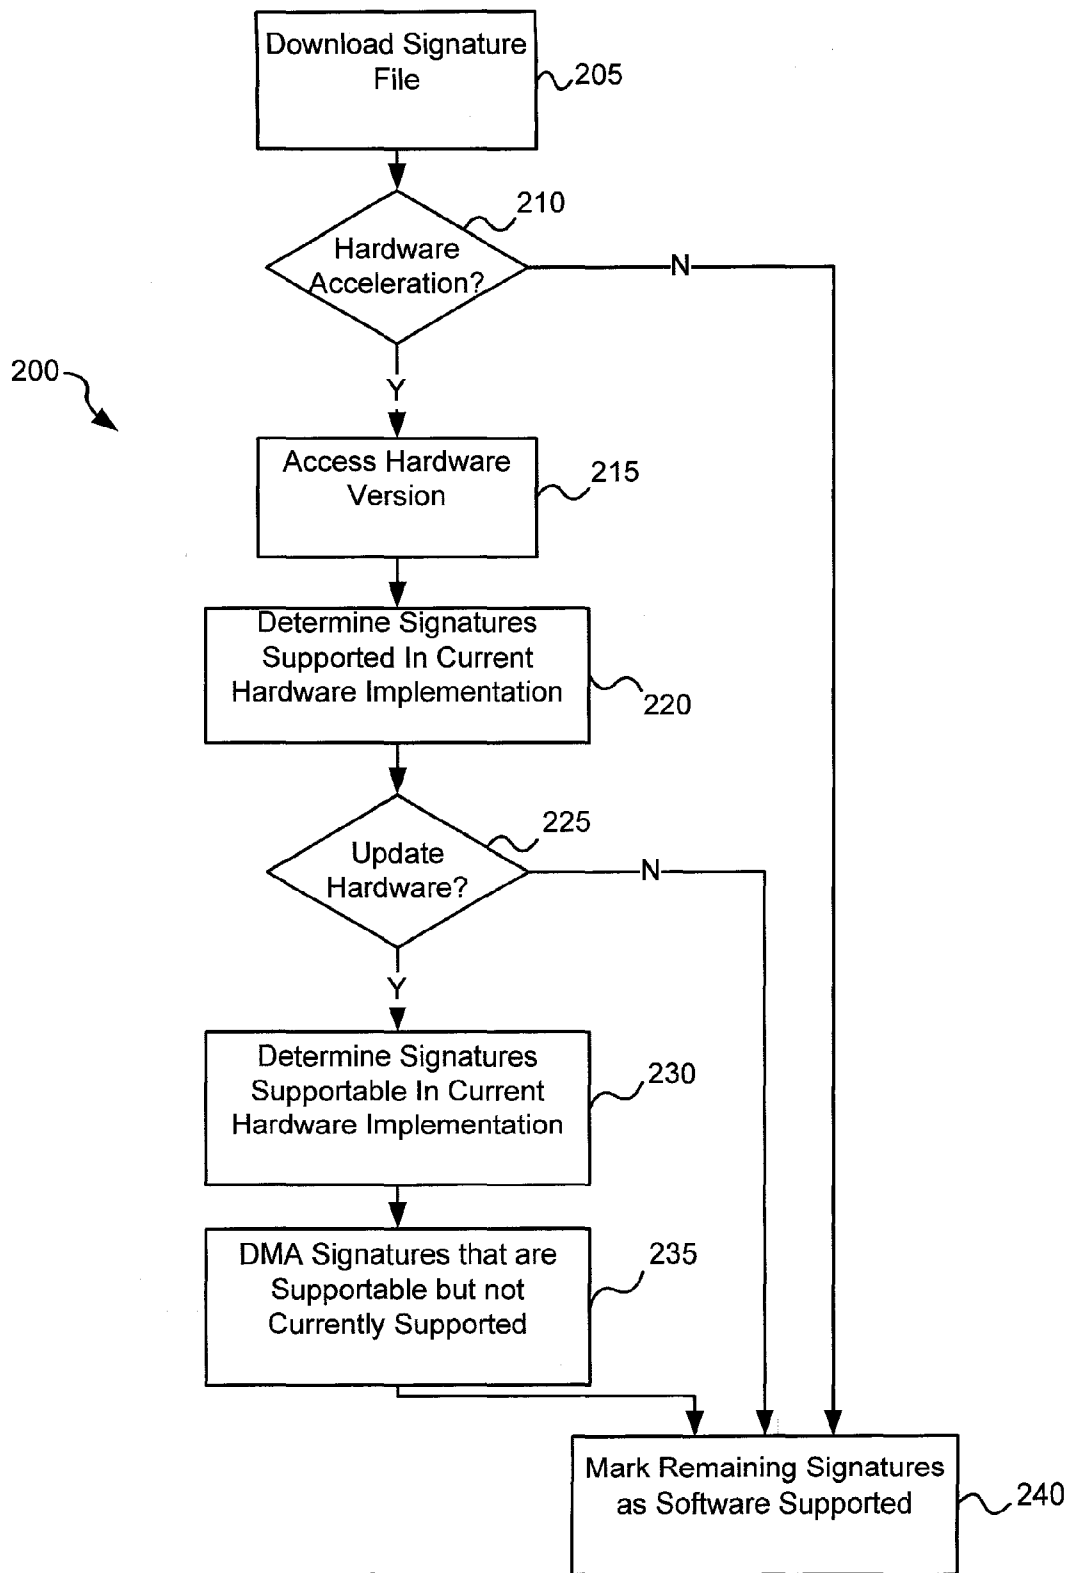 Download Signature
File
205
210
Hardware
Acceleration?
N
200
Y
Access Hardware
Version
215
Determine Signatures
Supported In Current
Hardware Implementation
220
225
Update
Hardware?
N
Y
Determine Signatures
Supportable In Current
Hardware Implementation
230
DMA Signatures that are
Supportable but not
Currently Supported
235
Mark Remaining Signatures
as Software Supported
240